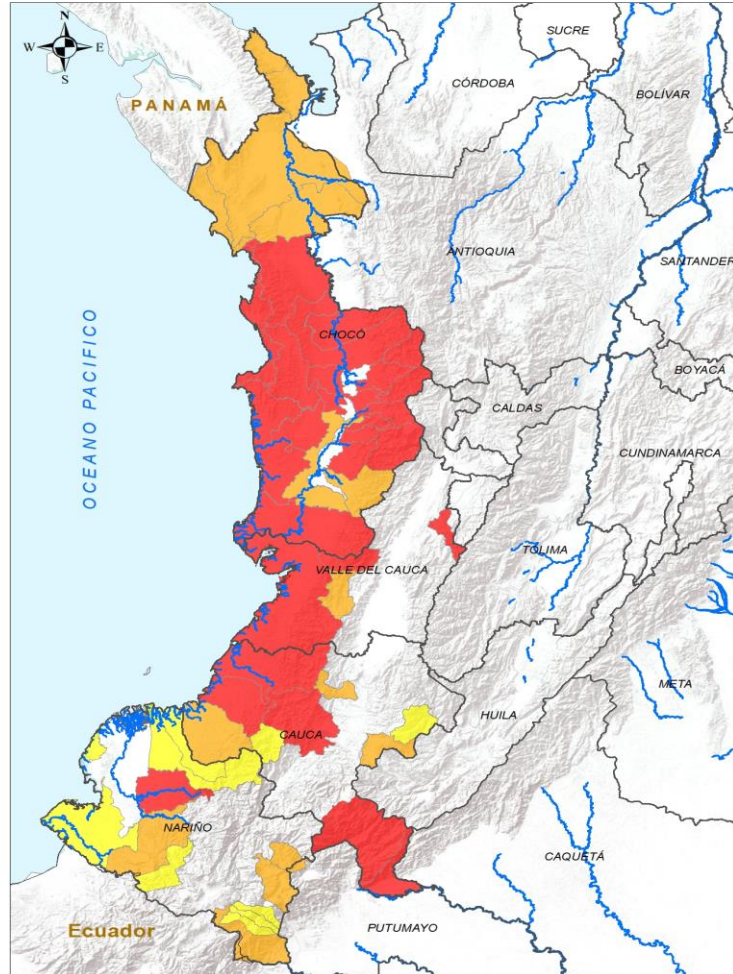 N
W E
S
SUCRE
CÓRDOBA
BOLÍVAR
PANAMÁ
ANTIOQUIA
SANTANDER
OCEANO PACIFICO
CHOCÓ
BOYACÁ
CALDAS
CUNDINAMARCA
TOLIMA
VALLE DEL CAUCA
META
HUILA
CAUCA
NARIÑO
CAQUETÁ
PUTUMAYO
Ecuador